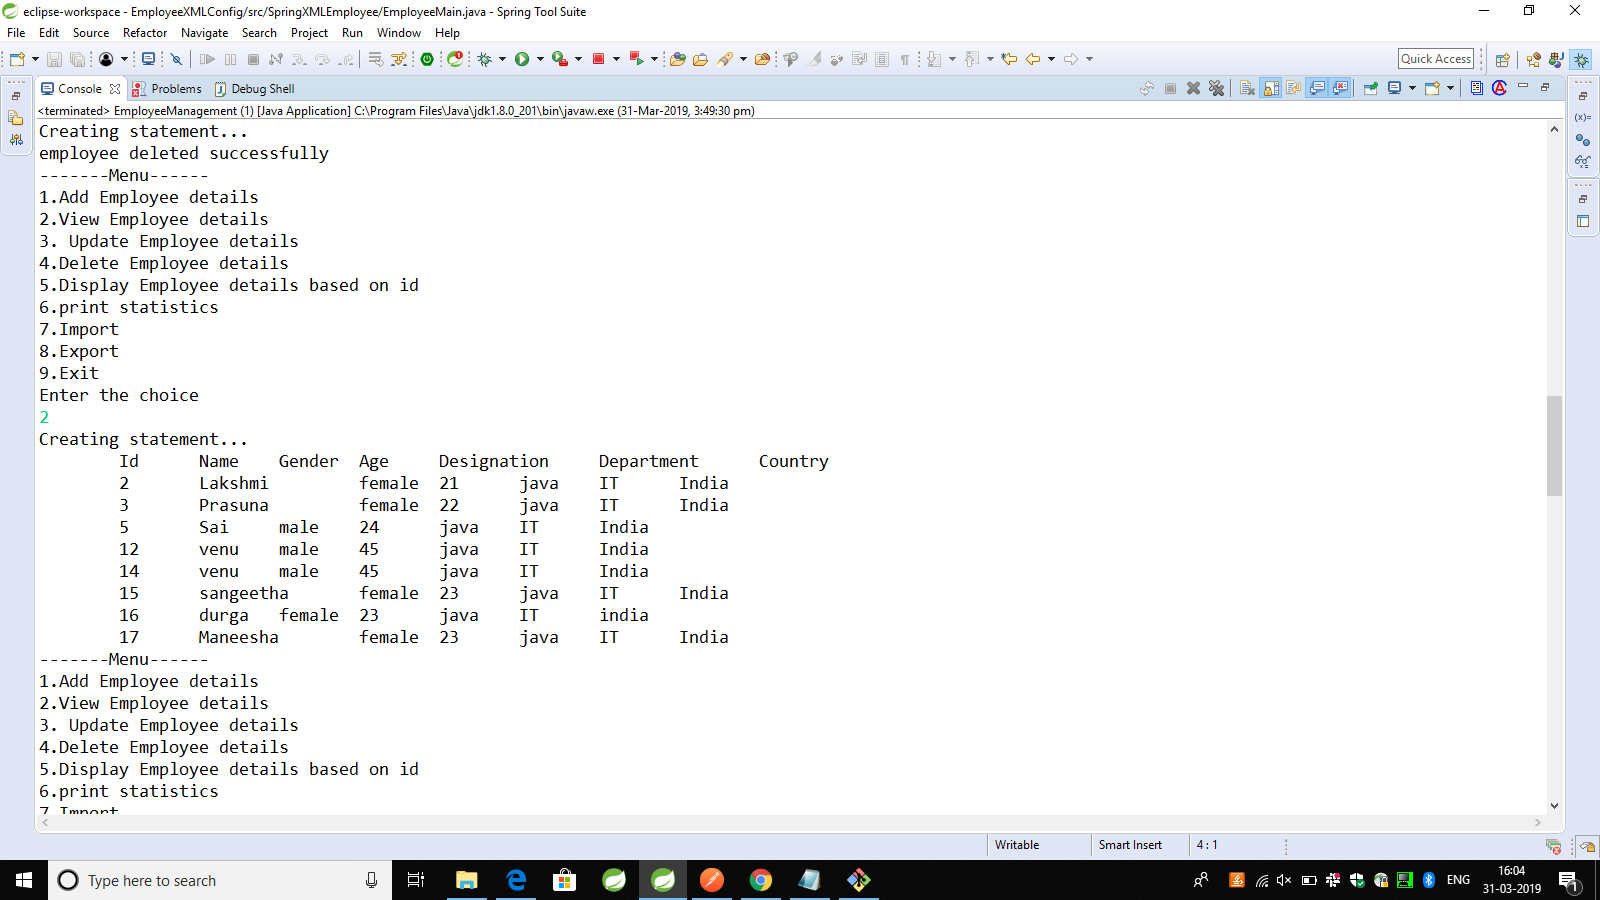 eclipse-workspace - EmployeeXMLConfig/src/SpringXMLEmployee/EmployeeMain.java - Spring Tool Suite
File Edit Source Refactor Navigate Search Project Run Window Help
Quick Access
Console Problems Debug Shell
<terminated> EmployeeManagement (1) [Java Application] C:\Program Files\Java\jdk1.8.0_201\bin\javaw.exe (31-Mar-2019, 3:49:30 pm)
Creating statement...
employee deleted successfully
-------Menu------
1.Add Employee details
2.View Employee details
3. Update Employee details
4.Delete Employee details
5.Display Employee details based on id
6.print statistics
7.Import
8.Export
9.Exit
Enter the choice
2
Creating statement...
Id Name Gender Age Designation Department Country
2 Lakshmi female 21 java IT India
3 Prasuna female 22 java IT India
5 Sai male 24 java IT India
12 venu male 45 java IT India
14 venu male 45 java IT India
15 sangeetha female 23 java IT India
16 durga female 23 java IT india
17 Maneesha female 23 java IT India
-------Menu------
1.Add Employee details
2.View Employee details
3. Update Employee details
4.Delete Employee details
5.Display Employee details based on id
6.print statistics
7.Import
Writable Smart Insert 4 : 1
Type here to search
ENG
16:04
31-03-2019
1